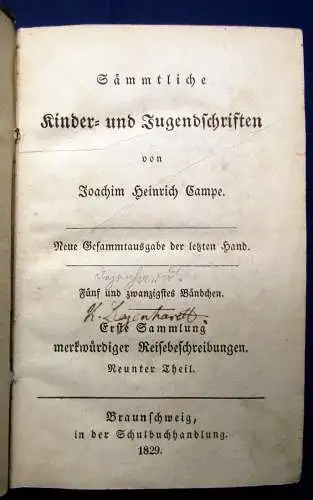 Sämmtliche
Kinder- und Jugendschriften
von
Joachim Heinrich Campe.
Neue Gesammtausgabe der letzten Hand.
Fünf und zwanzigstes Bändchen.
Erste Sammlung
merkwürdiger Reisebeschreibungen.
Neunter Theil.
Braunschweig,
in der Schulbuchhandlung.
1829.